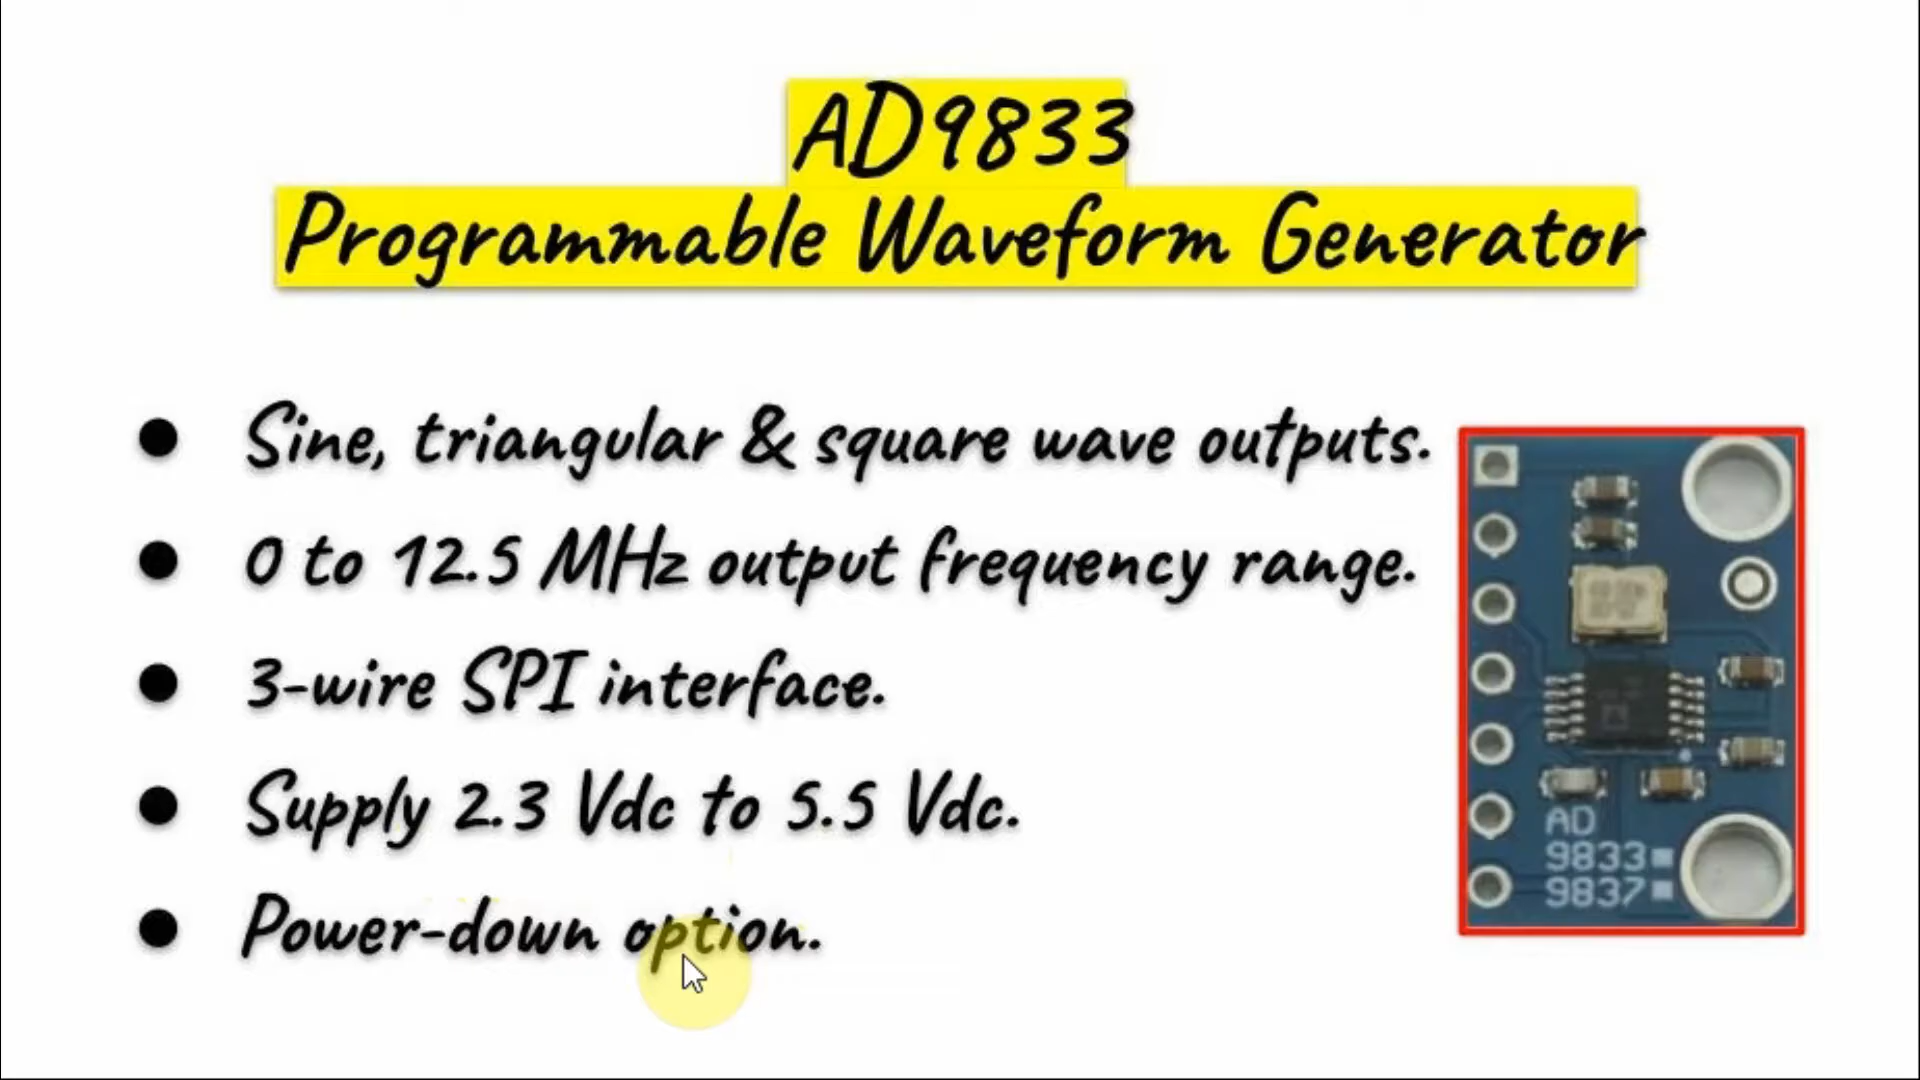 AD9833
Programmable Waveform Generator
● Sine, triangular & square wave outputs.
● 0 to 12.5 MHz output frequency range.
● 3-wire SPI interface.
● Supply 2.3 Vdc to 5.5 Vdc.
● Power-down option.
AD
9833
9837